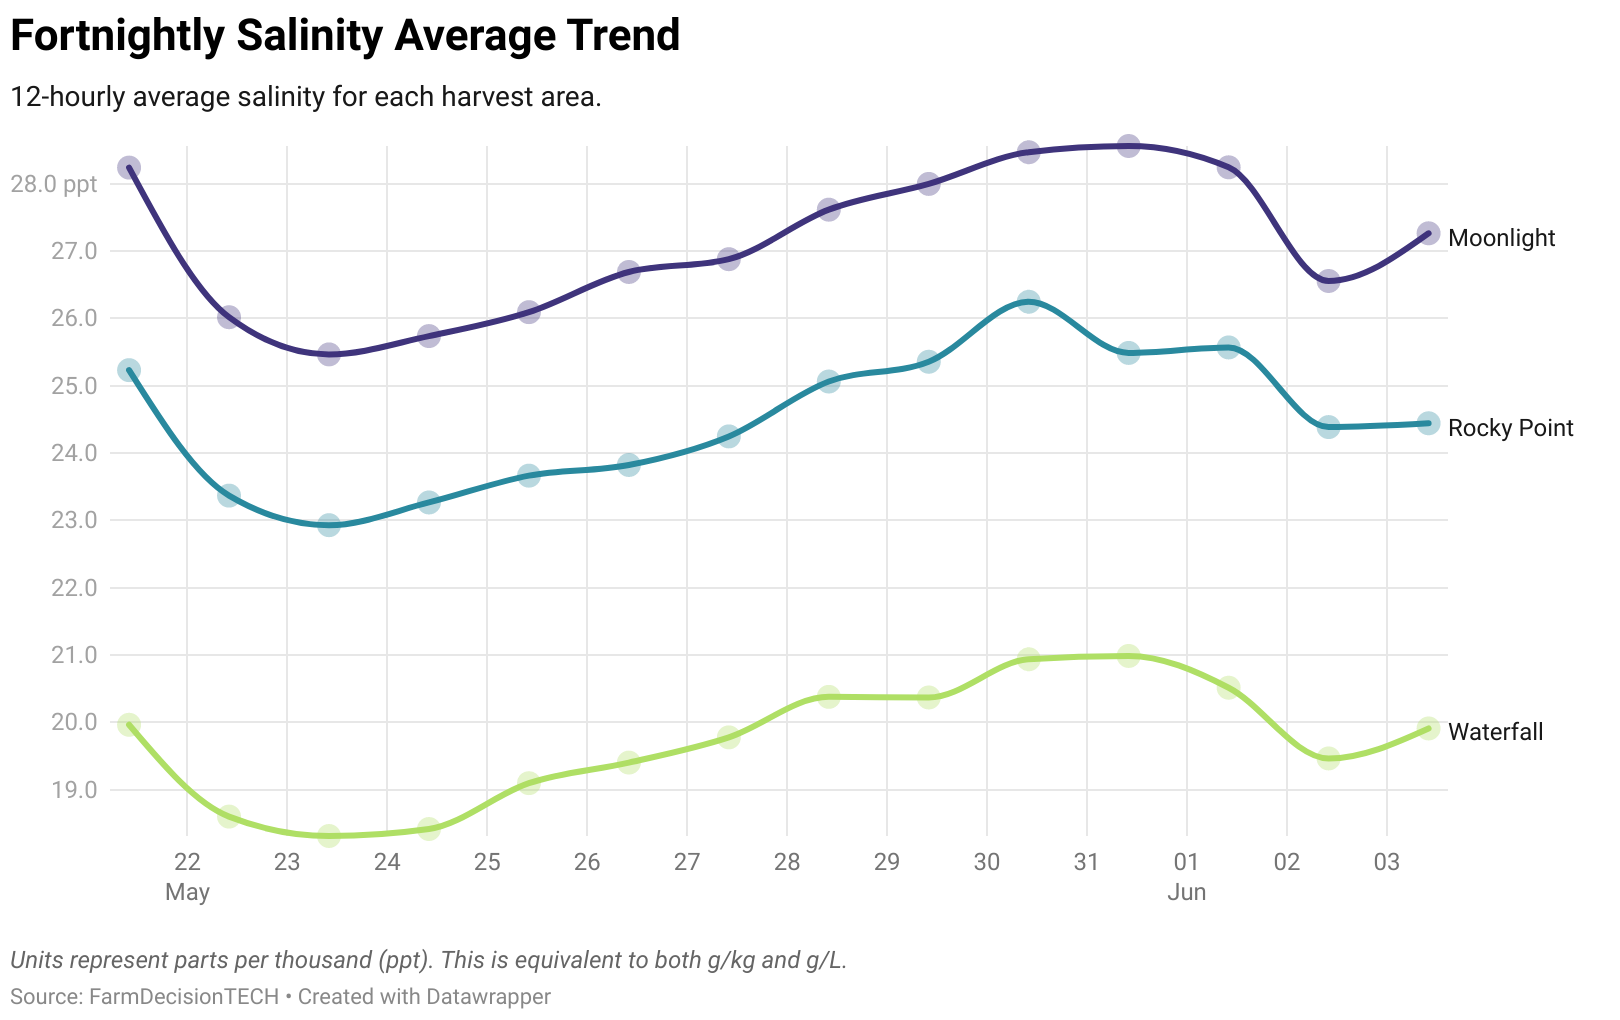 Fortnightly Salinity Average Trend
12-hourly average salinity for each harvest area.
28.0 ppt
27.0
26.0
25.0
24.0
23.0
22.0
21.0
20.0
19.0
Moonlight
Rocky Point
Waterfall
22 23 24 25 26 27 28 29 30 31 01 02 03
May Jun
Units represent parts per thousand (ppt). This is equivalent to both g/kg and g/L.
Source: FarmDecisionTECH • Created with Datawrapper